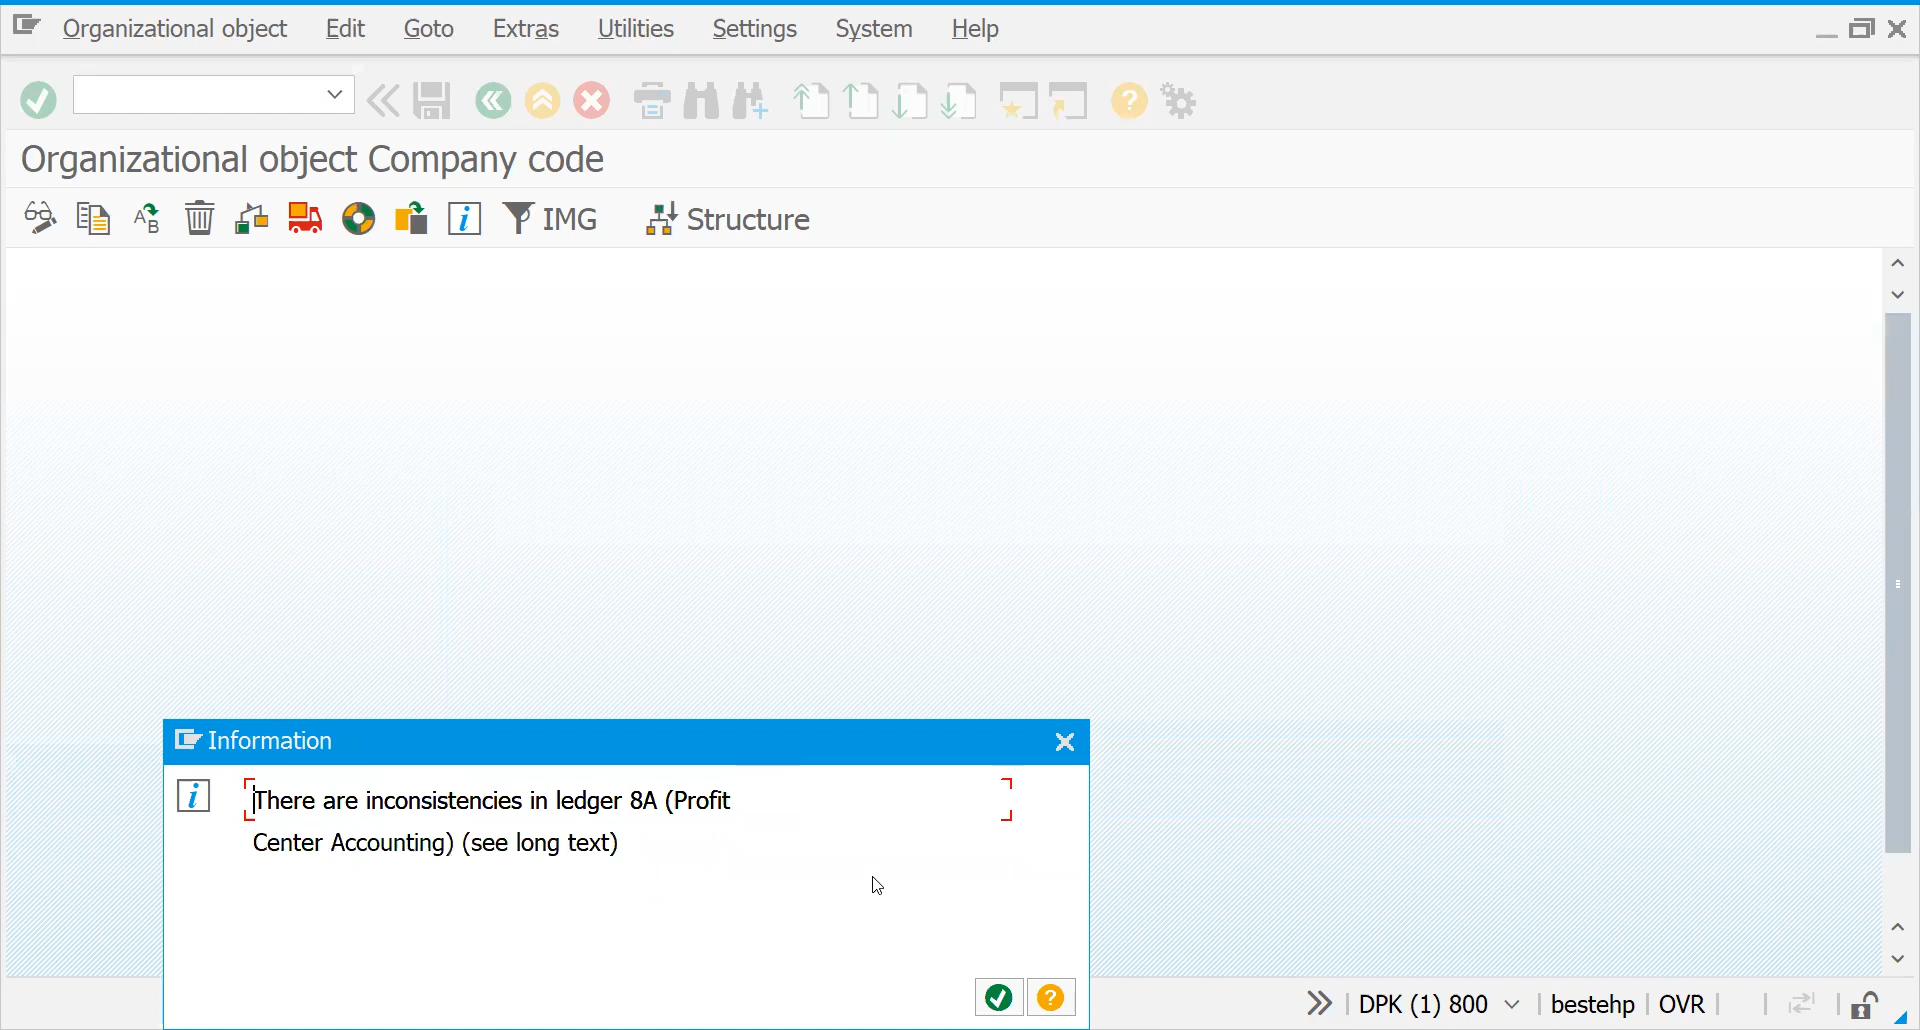 Organizational object Edit Goto Extras Utilities Settings System Help
Organizational object Company code
IMG Structure
Information
There are inconsistencies in ledger 8A (Profit
Center Accounting) (see long text)
DPK (1) 800 bestehp OVR